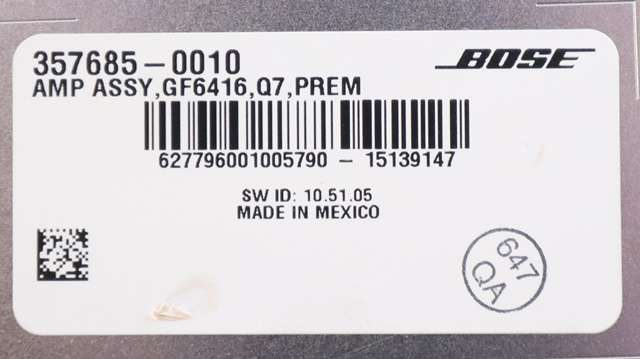 357685-0010
BOSE
AMP ASSY,GF6416,Q7,PREM
627796001005790 - 15139147
SW ID: 10.51.05
MADE IN MEXICO
647
QA